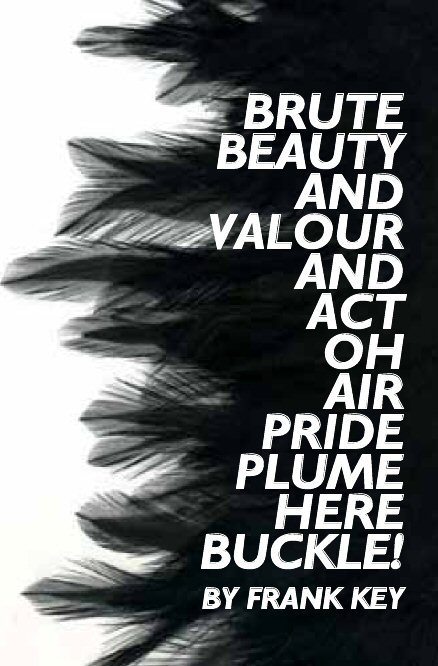 BRUTE
BEAUTY
AND
VALOUR
AND
ACT
OH
AIR
PRIDE
PLUME
HERE
BUCKLE!
BY FRANK KEY